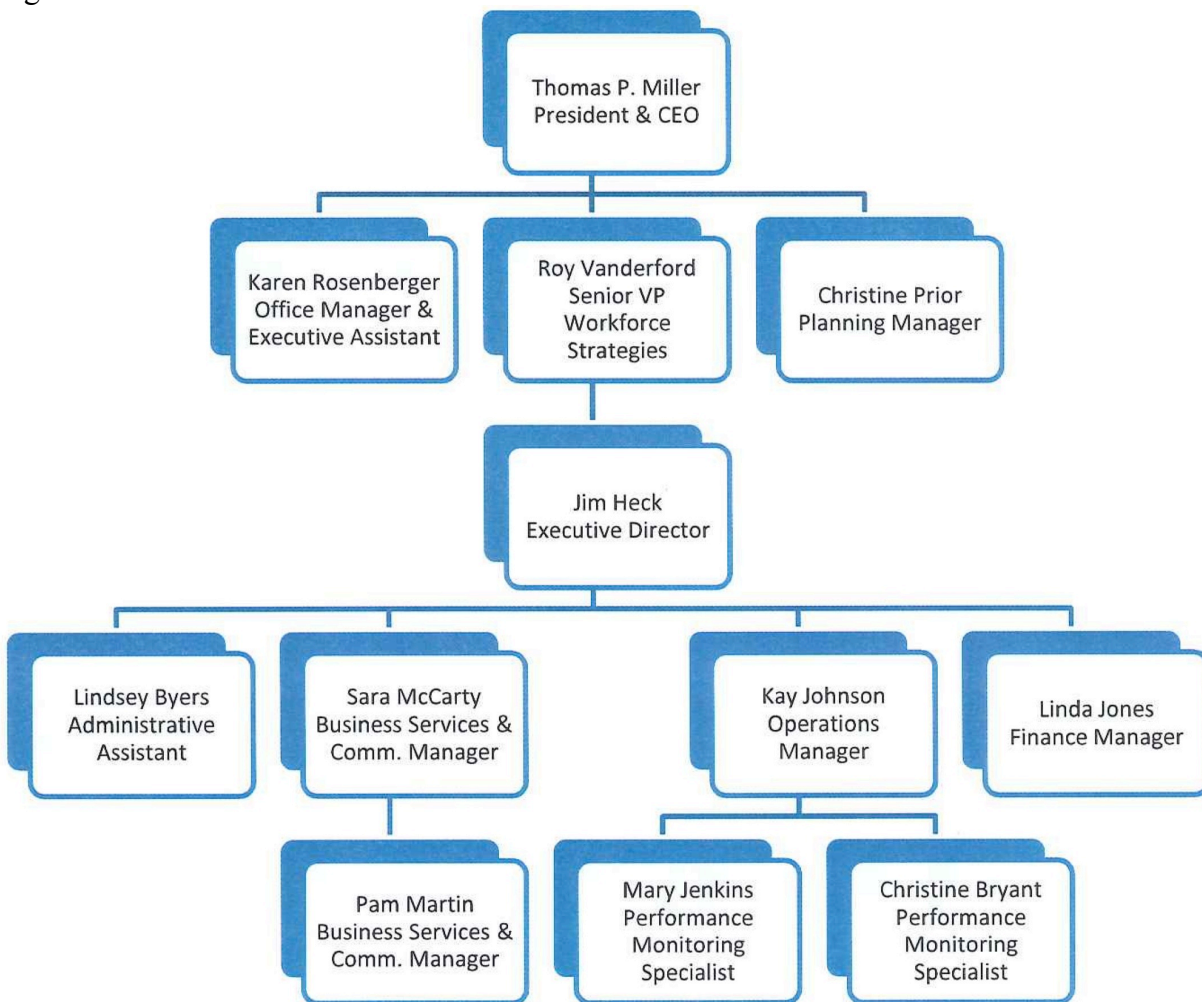 Thomas P. Miller
President & CEO
Karen Rosenberger
Office Manager &
Executive Assistant
Roy Vanderford
Senior VP
Workforce
Strategies
Christine Prior
Planning Manager
Jim Heck
Executive Director
Lindsey Byers
Administrative
Assistant
Sara McCarty
Business Services &
Comm. Manager
Kay Johnson
Operations
Manager
Linda Jones
Finance Manager
Pam Martin
Business Services &
Comm. Manager
Mary Jenkins
Performance
Monitoring
Specialist
Christine Bryant
Performance
Monitoring
Specialist